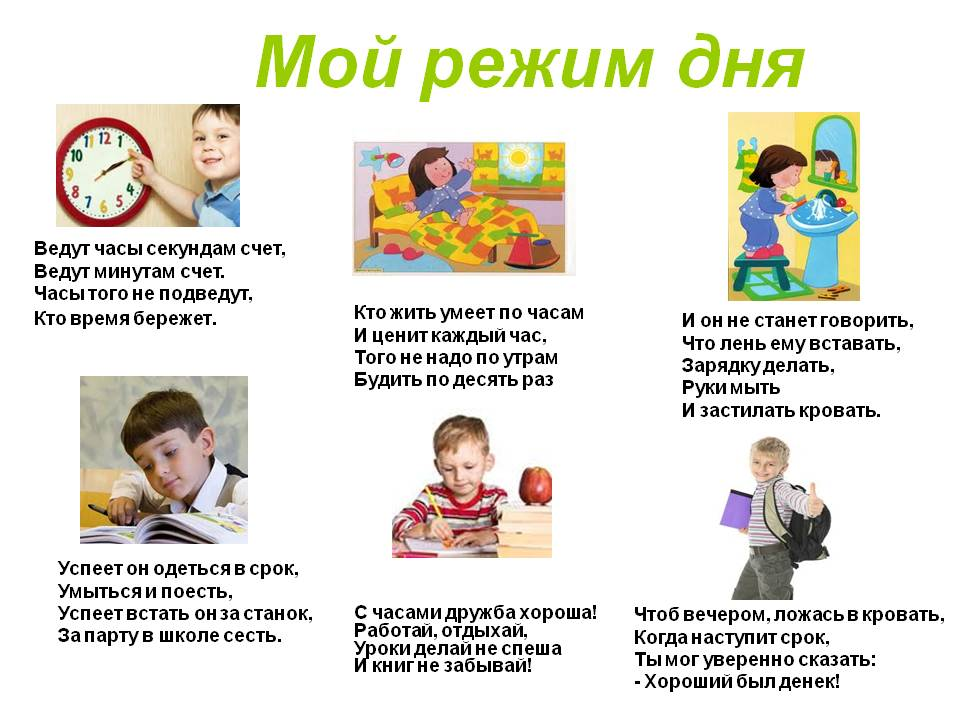 Мой режим дня
Ведут часы секундам счет,
Ведут минутам счет.
Часы того не подведут,
Кто время бережет.
Кто жить умеет по часам
И ценит каждый час,
Того не надо по утрам
Будить по десять раз
И он не станет говорить,
Что лень ему вставать,
Зарядку делать,
Руки мыть
И застилать кровать.
Успеет он одеться в срок,
Умыться и поесть,
Успеет встать он за станок,
За парту в школе сесть.
С часами дружба хороша!
Работай, отдыхай,
Уроки делай не спеша
И книг не забывай!
Чтоб вечером, ложась в кровать,
Когда наступит срок,
Ты мог уверенно сказать:
- Хороший был денек!